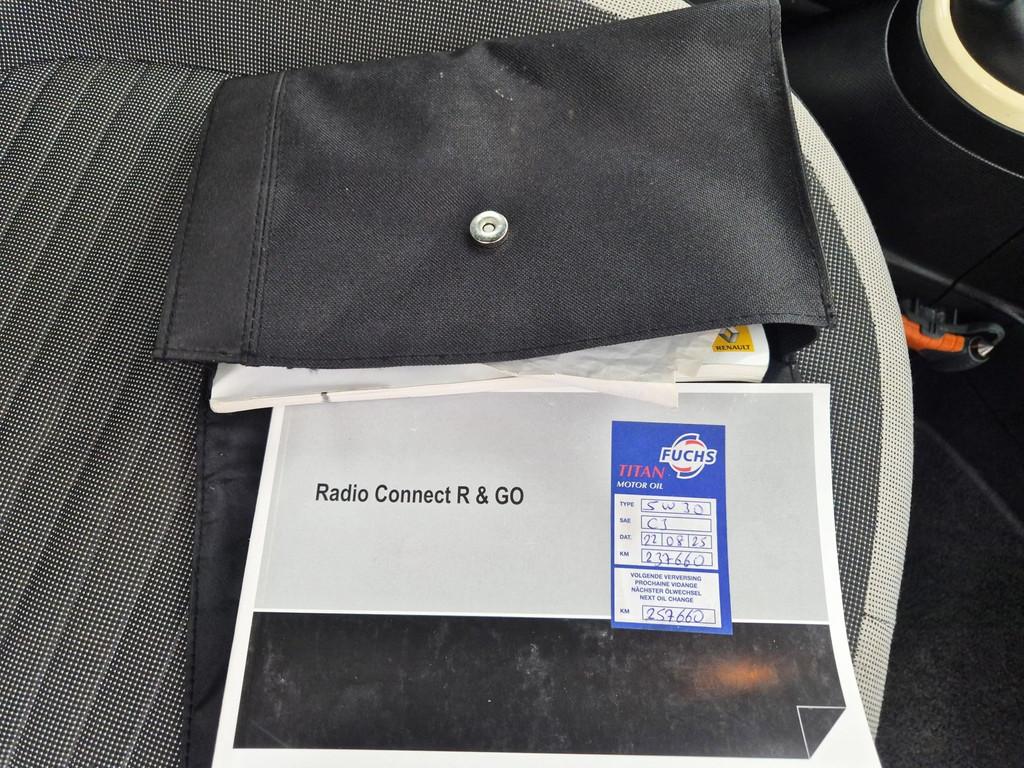 RENAULT
Radio Connect R & GO
FUCHS
TITAN
MOTOR OIL
TYPE 5W30
SAE C3
DAT. 22 08 25
KM 237660
VOLGENDE VERVERSING
PROCHAINE VIDANGE
NÄCHSTER ÖLWECHSEL
NEXT OIL CHANGE
KM 257660